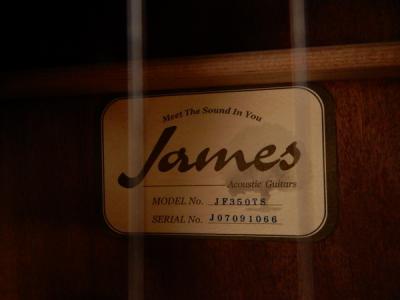 Meet The Sound In You
James
Acoustic Guitars
MODEL No. JF350TS
SERIAL No. J07091066